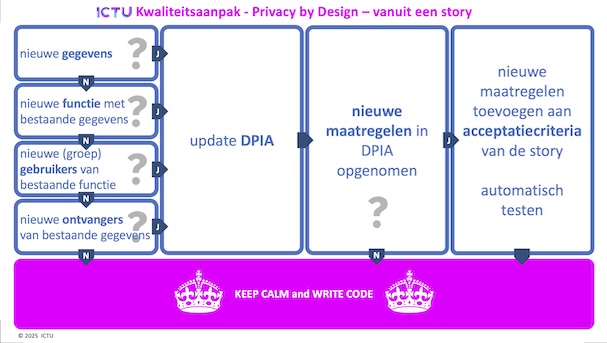 ICTU Kwaliteitsaanpak - Privacy by Design – vanuit een story
nieuwe gegevens
?
J
N
nieuwe functie met
bestaande gegevens
?
J
N
nieuwe (groep)
gebruikers van
bestaande functie
?
J
N
nieuwe ontvangers
van bestaande gegevens
?
J
N
update DPIA
nieuwe
maatregelen in
DPIA
opgenomen
?
J
N
nieuwe
maatregelen
toevoegen aan
acceptatiecriteria
van de story
automatisch
testen
KEEP CALM and WRITE CODE
© 2025 ICTU